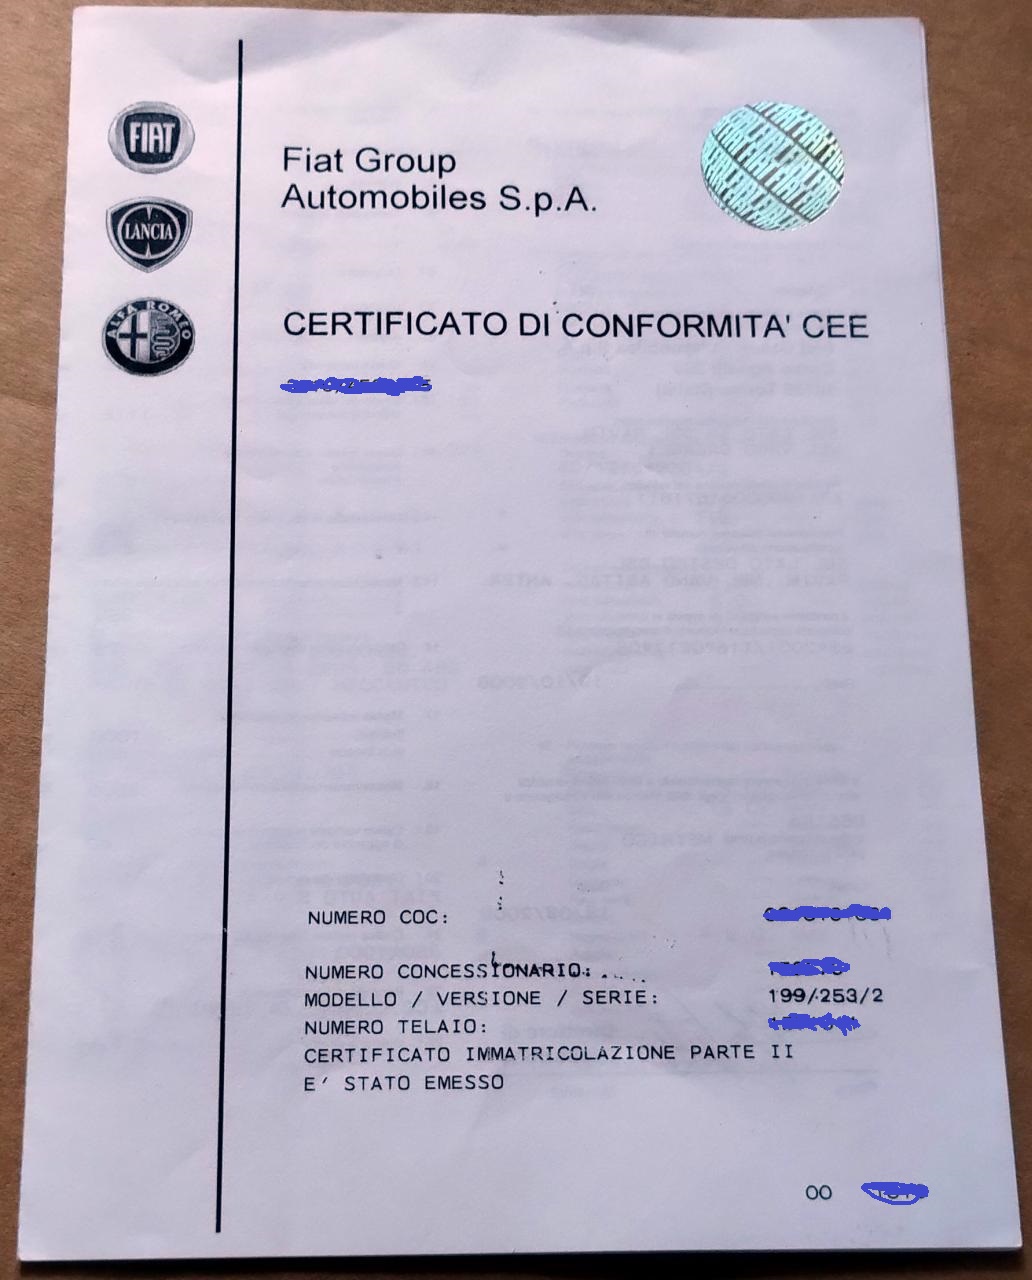 FIAT
LANCIA
ALFA ROMEO
Fiat Group
Automobiles S.p.A.
CERTIFICATO DI CONFORMITA' CEE
NUMERO COC:
NUMERO CONCESSIONARIO:
MODELLO / VERSIONE / SERIE: 199/253/2
NUMERO TELAIO:
CERTIFICATO IMMATRICOLAZIONE PARTE II
E' STATO EMESSO
00